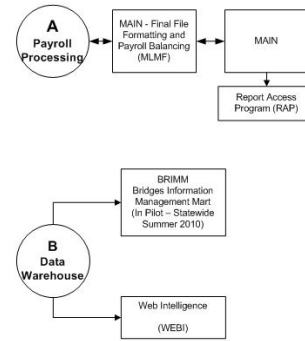 A
Payroll
Processing
MAIN - Final File
Formatting and
Payroll Balancing
(MLMF)
MAIN
Report Access
Program (RAP)
BRIMM
Bridges Information
Management Mart
(In Pilot – Statewide
Summer 2010)
B
Data
Warehouse
Web Intelligence
(WEBI)